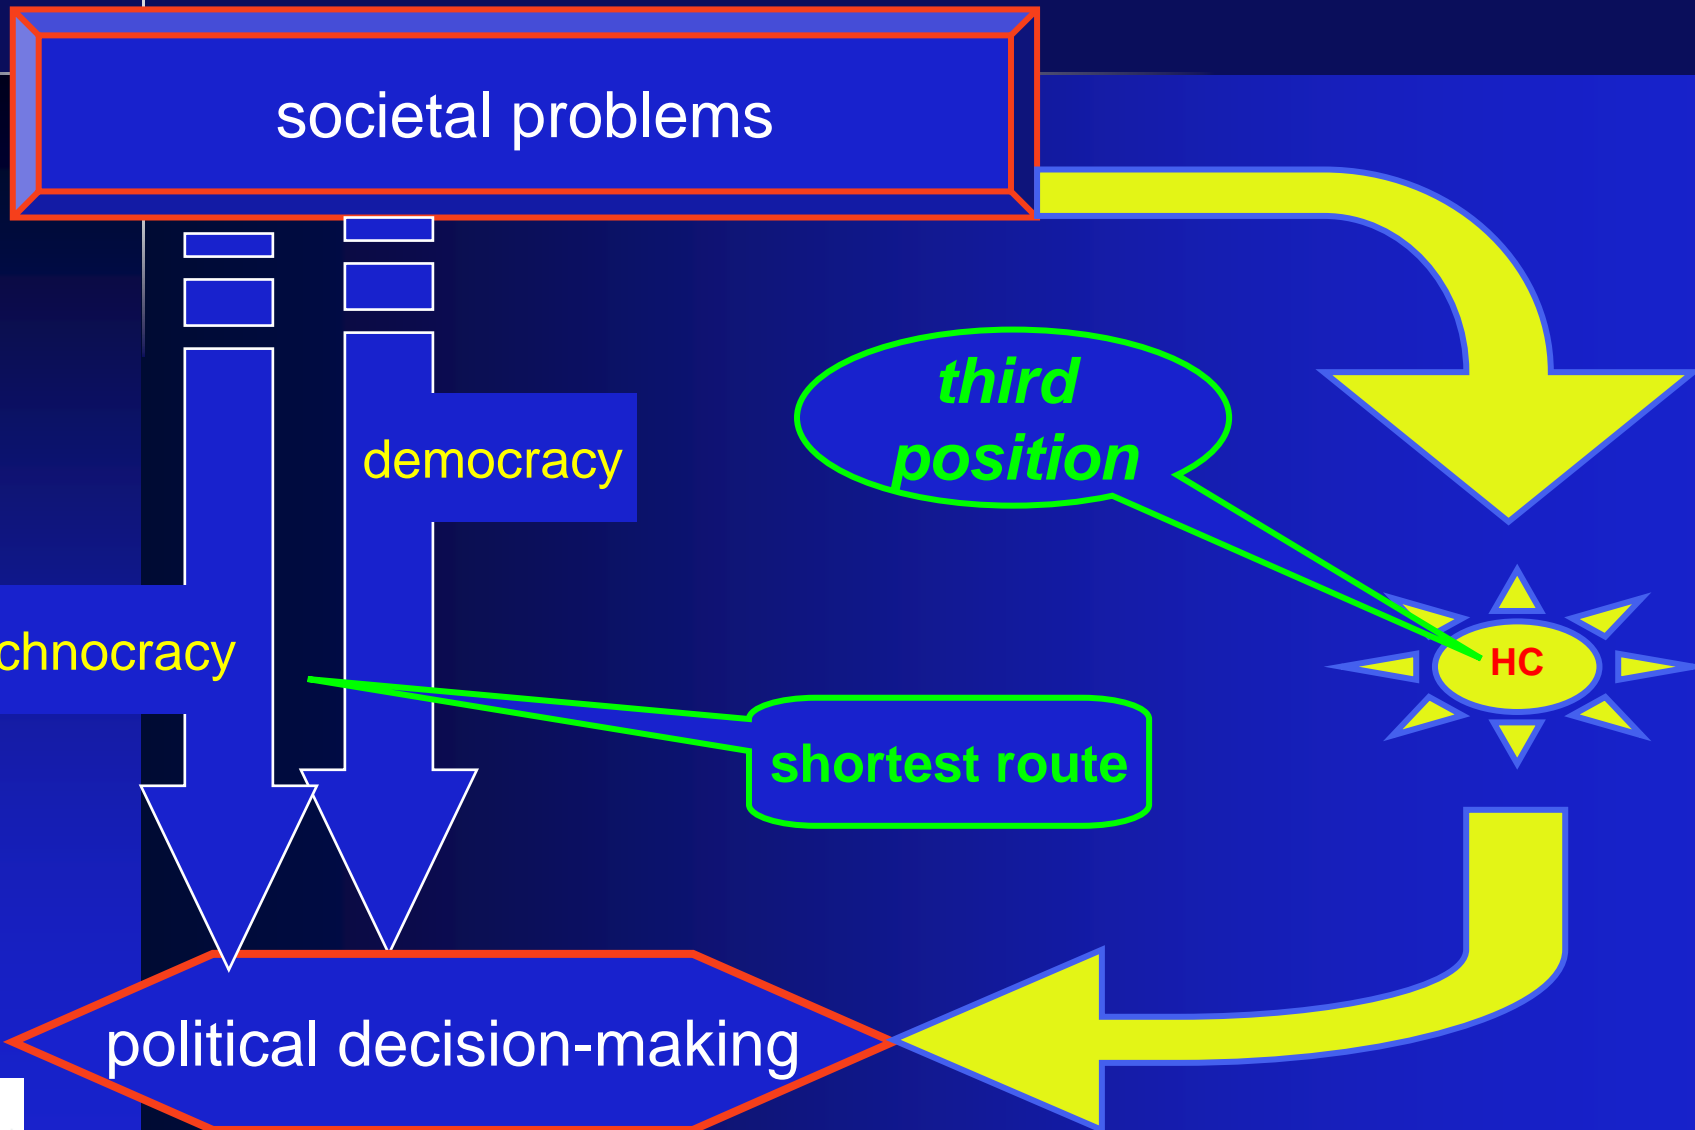 societal problems
third
position
democracy
chnocracy
HC
shortest route
political decision-making